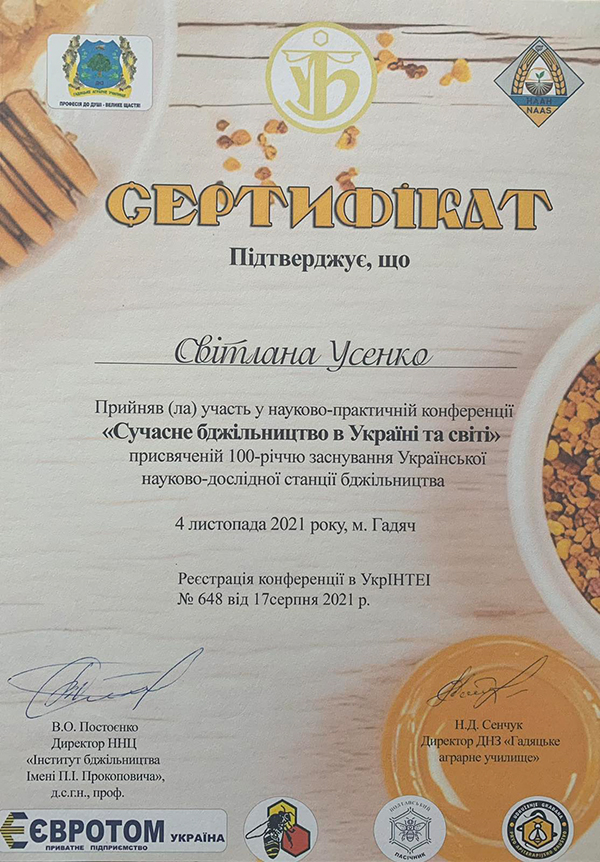 ПРОФЕСІЯ ДО ДУШІ - ВЕЛИКЕ ЩАСТЯ!
НААН
NAAS
СЕРТИФІКАТ
Підтверджує, що
Світлана Усенко
Прийняв (ла) участь у науково-практичній конференції
«Сучасне бджільництво в Україні та світі»
присвяченій 100-річчю заснування Української
науково-дослідної станції бджільництва
4 листопада 2021 року, м. Гадяч
Реєстрація конференції в УкрІНТЕІ
№ 648 від 17серпня 2021 р.
В.О. Постоєнко
Директор ННЦ
«Інститут бджільництва
Імені П.І. Прокоповича»,
д.с.г.н., проф.
Н.Д. Сенчук
Директор ДНЗ «Гадяцьке
аграрне училище»
ЄВРОТОМ УКРАЇНА
ПРИВАТНЕ ПІДПРИЄМСТВО
ПОЛТАВСЬКИЙ
ПАСІЧНИК